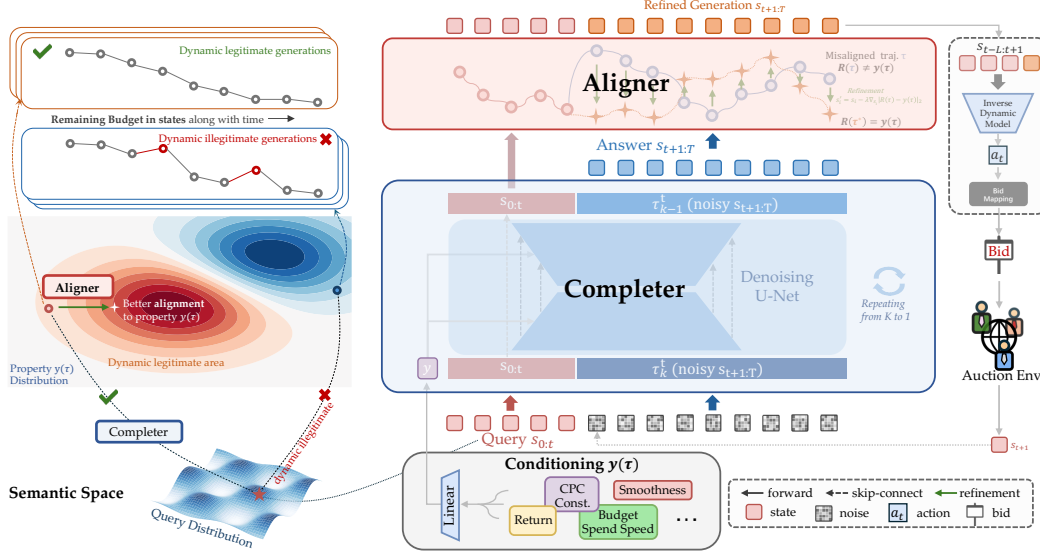 Dynamic legitimate generations
Remaining Budget in states along with time
Dynamic illegitimate generations
Aligner
Better alignment
to property y(τ)
Dynamic legitimate area
Property y(τ)
Distribution
Completer
dynamic illegitimate
Semantic Space
Query Distribution
Refined Generation s_{t+1:T}
Aligner
Misaligned traj. τ
R(τ) ≠ y(τ)
Refinement
R(τ') = y(τ)
Answer s_{t+1:T}
s_{0:t}
τ^t_{k−1} (noisy s_{t+1:T})
Completer
Denoising
U-Net
Repeating
from K to 1
y
s_{0:t}
τ^t_k (noisy s_{t+1:T})
Query s_{0:t}
Conditioning y(τ)
Linear
CPC
Const.
Smoothness
Return
Budget
Spend Speed
...
s_{t−L:t+1}
Inverse
Dynamic
Model
a_t
Bid
Mapping
Bid
Auction Env
s_{t+1}
forward
skip-connect
refinement
state
noise
a_t
action
bid